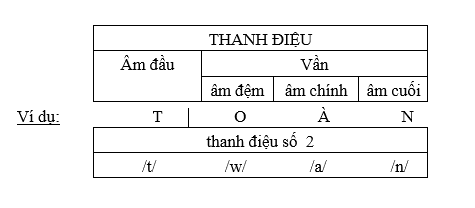 THANH ĐIỆU
Âm đầu Vần
âm đệm âm chính âm cuối
Ví dụ: T O À N
thanh điệu số 2
/t/ /w/ /a/ /n/